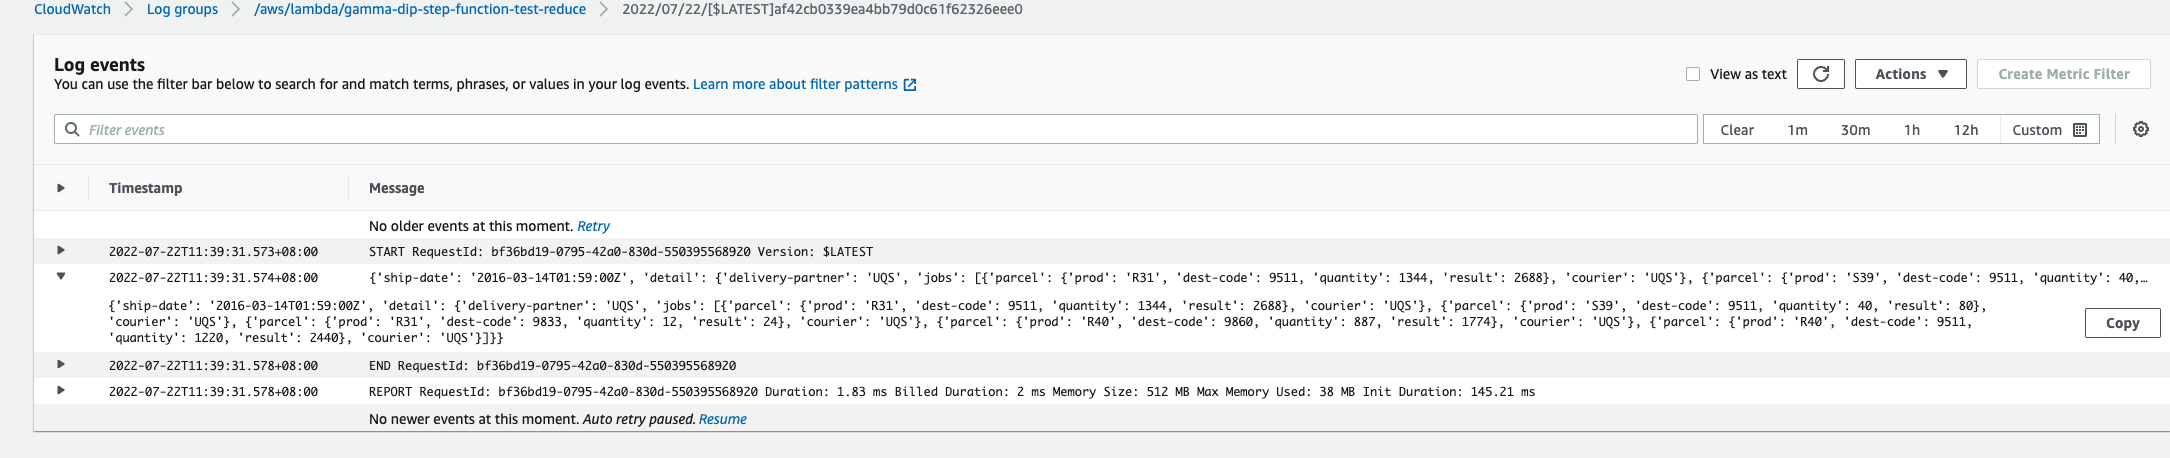 CloudWatch > Log groups > /aws/lambda/gamma-dip-step-function-test-reduce > 2022/07/22/[$LATEST]af42cb0339ea4bb79d0c61f62326eee0
Log events
You can use the filter bar below to search for and match terms, phrases, or values in your log events. Learn more about filter patterns
View as text
Actions
Create Metric Filter
Filter events
Clear 1m 30m 1h 12h Custom
Timestamp Message
No older events at this moment. Retry
2022-07-22T11:39:31.573+08:00 START RequestId: bf36bd19-0795-42a0-830d-550395568920 Version: $LATEST
2022-07-22T11:39:31.574+08:00 {'ship-date': '2016-03-14T01:59:00Z', 'detail': {'delivery-partner': 'UQS', 'jobs': [{'parcel': {'prod': 'R31', 'dest-code': 9511, 'quantity': 1344, 'result': 2688}, 'courier': 'UQS'}, {'parcel': {'prod': 'S39', 'dest-code': 9511, 'quantity': 40,…
{'ship-date': '2016-03-14T01:59:00Z', 'detail': {'delivery-partner': 'UQS', 'jobs': [{'parcel': {'prod': 'R31', 'dest-code': 9511, 'quantity': 1344, 'result': 2688}, 'courier': 'UQS'}, {'parcel': {'prod': 'S39', 'dest-code': 9511, 'quantity': 40, 'result': 80},
'courier': 'UQS'}, {'parcel': {'prod': 'R31', 'dest-code': 9833, 'quantity': 12, 'result': 24}, 'courier': 'UQS'}, {'parcel': {'prod': 'R40', 'dest-code': 9860, 'quantity': 887, 'result': 1774}, 'courier': 'UQS'}, {'parcel': {'prod': 'R40', 'dest-code': 9511,
'quantity': 1220, 'result': 2440}, 'courier': 'UQS'}]}}
Copy
2022-07-22T11:39:31.578+08:00 END RequestId: bf36bd19-0795-42a0-830d-550395568920
2022-07-22T11:39:31.578+08:00 REPORT RequestId: bf36bd19-0795-42a0-830d-550395568920 Duration: 1.83 ms Billed Duration: 2 ms Memory Size: 512 MB Max Memory Used: 38 MB Init Duration: 145.21 ms
No newer events at this moment. Auto retry paused. Resume